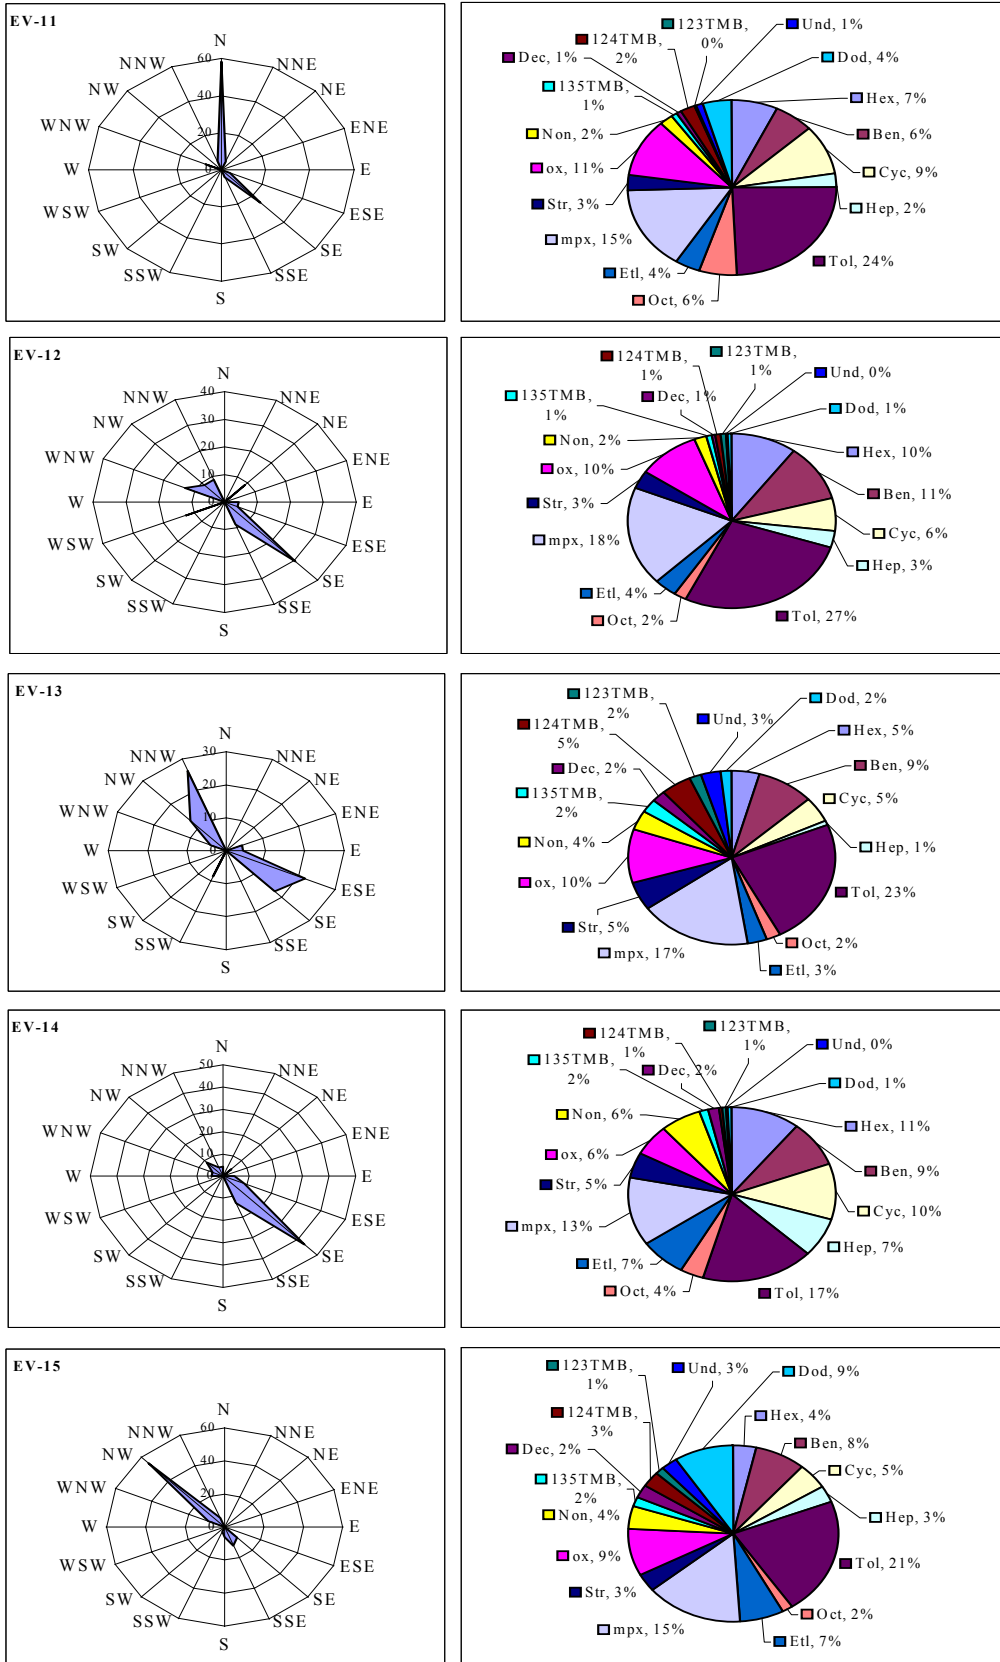 EV-11
N
NNE
NE
ENE
E
ESE
SE
SSE
S
SSW
SW
WSW
W
WNW
NW
NNW
60
40
20
0
123TMB,
0%
Und, 1%
124TMB,
2%
Dod, 4%
Dec, 1%
135TMB,
1%
Hex, 7%
Non, 2%
Ben, 6%
ox, 11%
Cyc, 9%
Str, 3%
Hep, 2%
mpx, 15%
Tol, 24%
Etl, 4%
Oct, 6%
EV-12
N
NNE
NE
ENE
E
ESE
SE
SSE
S
SSW
SW
WSW
W
WNW
NW
NNW
40
30
20
10
0
124TMB,
1%
123TMB,
1%
Und, 0%
135TMB,
1%
Dec, 1%
Dod, 1%
Non, 2%
Hex, 10%
ox, 10%
Ben, 11%
Str, 3%
Cyc, 6%
mpx, 18%
Hep, 3%
Etl, 4%
Tol, 27%
Oct, 2%
EV-13
N
NNE
NE
ENE
E
ESE
SE
SSE
S
SSW
SW
WSW
W
WNW
NW
NNW
30
20
10
0
123TMB,
2%
Dod, 2%
Und, 3%
124TMB,
5%
Hex, 5%
Dec, 2%
Ben, 9%
135TMB,
2%
Cyc, 5%
Non, 4%
Hep, 1%
ox, 10%
Tol, 23%
Str, 5%
Oct, 2%
mpx, 17%
Etl, 3%
EV-14
N
NNE
NE
ENE
E
ESE
SE
SSE
S
SSW
SW
WSW
W
WNW
NW
NNW
50
40
30
20
10
0
124TMB,
1%
123TMB,
1%
Und, 0%
135TMB,
2%
Dec, 2%
Dod, 1%
Non, 6%
Hex, 11%
ox, 6%
Ben, 9%
Str, 5%
Cyc, 10%
mpx, 13%
Hep, 7%
Etl, 7%
Oct, 4%
Tol, 17%
EV-15
N
NNE
NE
ENE
E
ESE
SE
SSE
S
SSW
SW
WSW
W
WNW
NW
NNW
60
40
20
0
123TMB,
1%
Und, 3%
Dod, 9%
124TMB,
3%
Hex, 4%
Dec, 2%
Ben, 8%
135TMB,
2%
Cyc, 5%
Non, 4%
Hep, 3%
ox, 9%
Tol, 21%
Str, 3%
Oct, 2%
mpx, 15%
Etl, 7%